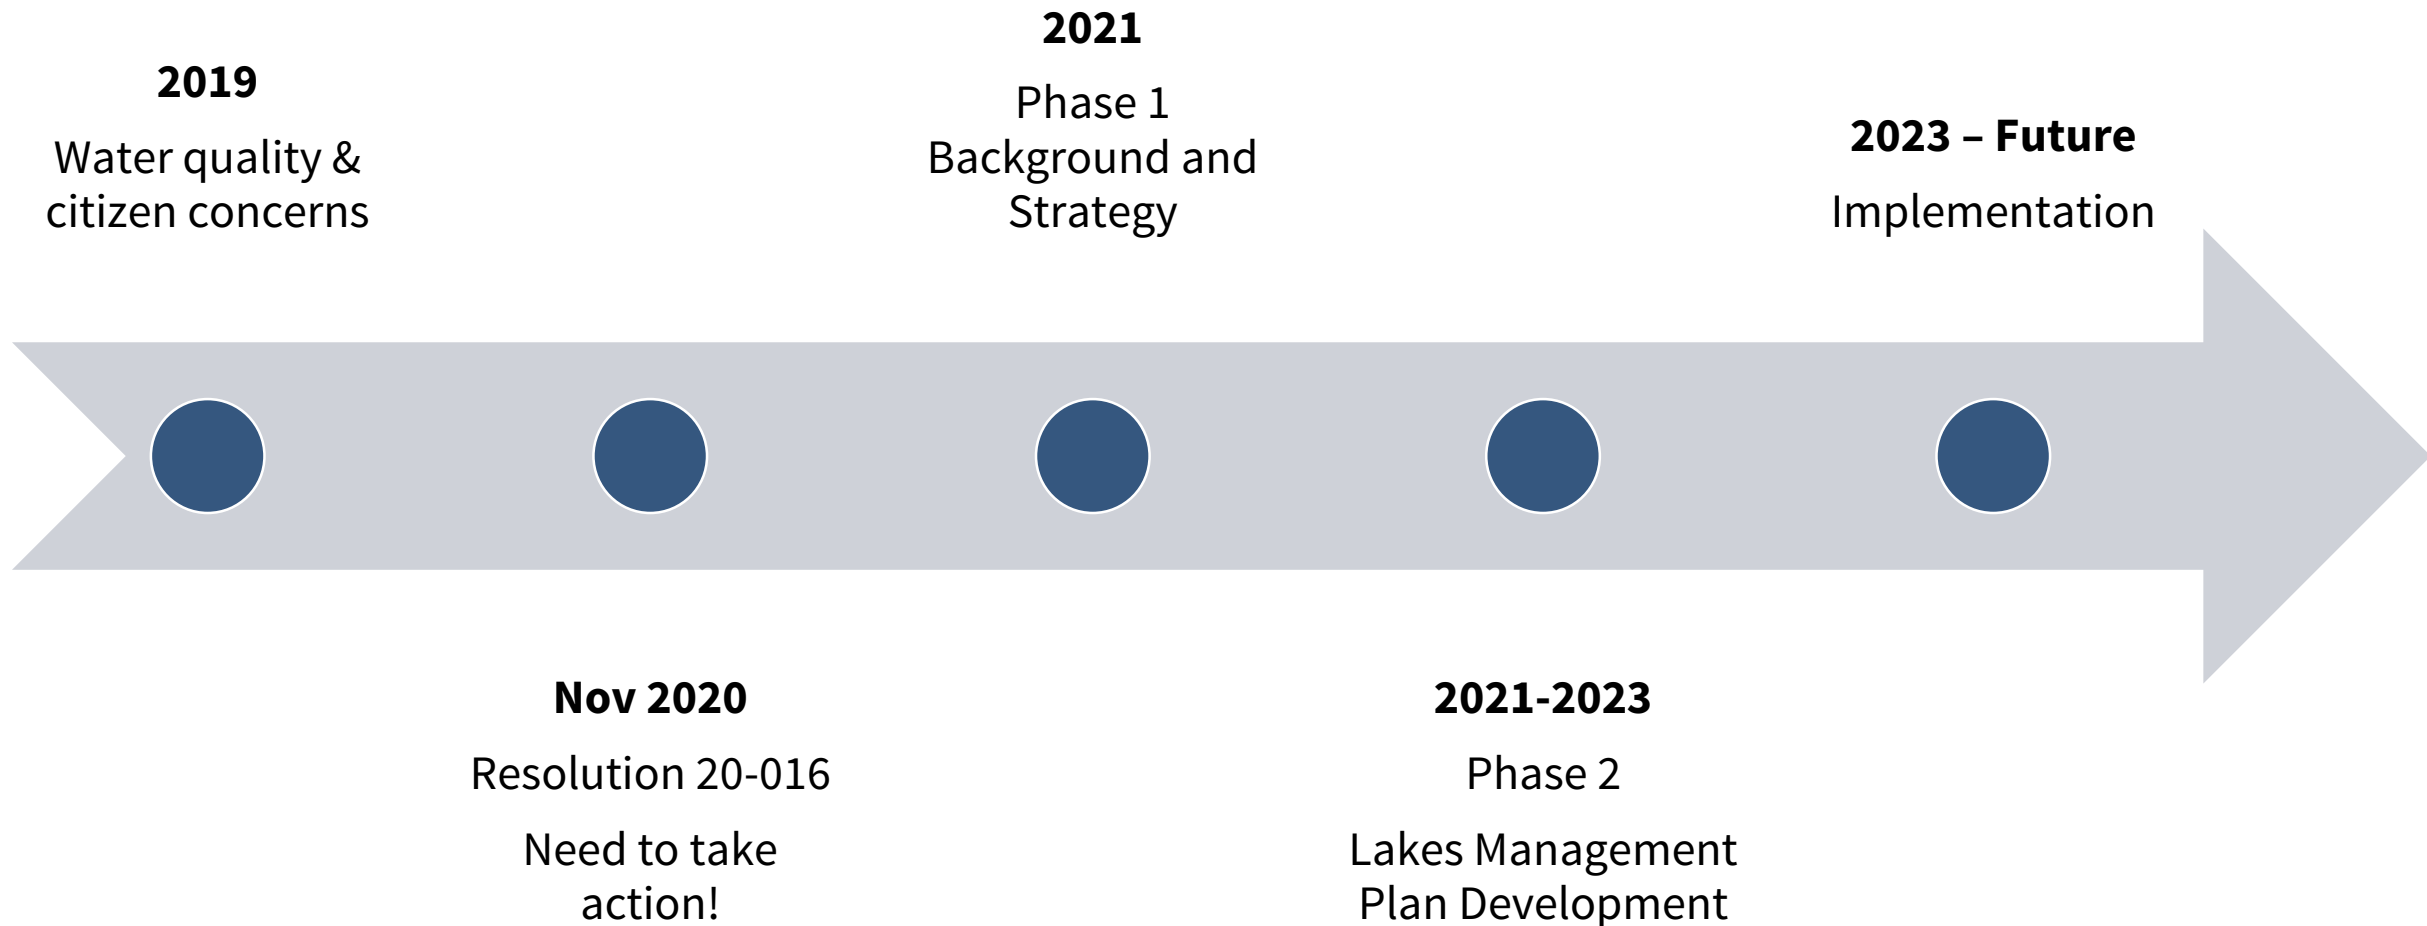 2019
Water quality &
citizen concerns
Nov 2020
Resolution 20-016
Need to take
action!
2021
Phase 1
Background and
Strategy
2021-2023
Phase 2
Lakes Management
Plan Development
2023 – Future
Implementation